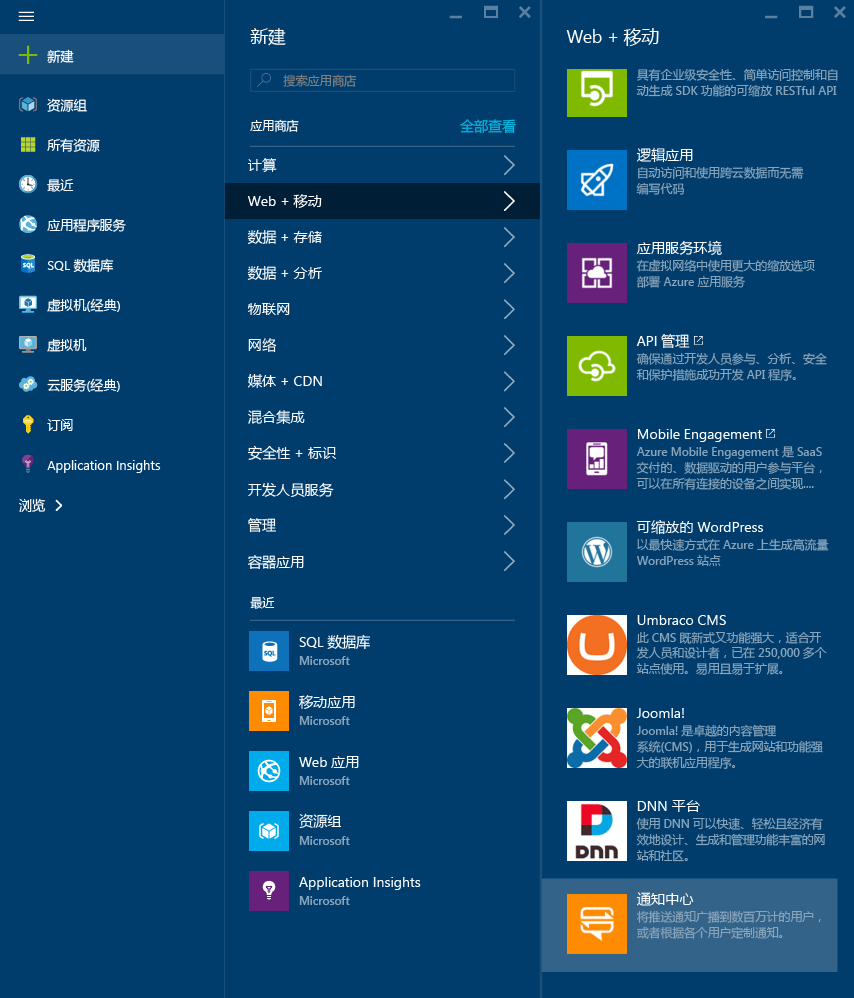 新建
资源组
所有资源
最近
应用程序服务
SQL 数据库
虚拟机(经典)
虚拟机
云服务(经典)
订阅
Application Insights
浏览
新建
搜索应用商店
应用商店
全部查看
计算
Web + 移动
数据 + 存储
数据 + 分析
物联网
网络
媒体 + CDN
混合集成
安全性 + 标识
开发人员服务
管理
容器应用
最近
SQL 数据库
Microsoft
移动应用
Microsoft
Web 应用
Microsoft
资源组
Microsoft
Application Insights
Microsoft
Web + 移动
具有企业级安全性、简单访问控制和自
动生成 SDK 功能的可缩放 RESTful API
逻辑应用
自动访问和使用跨云数据而无需
编写代码
应用服务环境
在虚拟网络中使用更大的缩放选项
部署 Azure 应用服务
API 管理
确保通过开发人员参与、分析、安全
和保护措施成功开发 API 程序。
Mobile Engagement
Azure Mobile Engagement 是 SaaS
交付的、数据驱动的用户参与平台，
可以在所有连接的设备之间实现....
可缩放的 WordPress
以最快速方式在 Azure 上生成高流量
WordPress 站点
Umbraco CMS
此 CMS 既新式又功能强大，适合开
发人员和设计者，已在 250,000 多个
站点使用。易用且易于扩展。
Joomla!
Joomla! 是卓越的内容管理
系统(CMS)，用于生成网站和功能强
大的联机应用程序。
DNN 平台
使用 DNN 可以快速、轻松且经济有
效地设计、生成和管理功能丰富的网
站和社区。
通知中心
将推送通知广播到数百万计的用户，
或者根据各个用户定制通知。